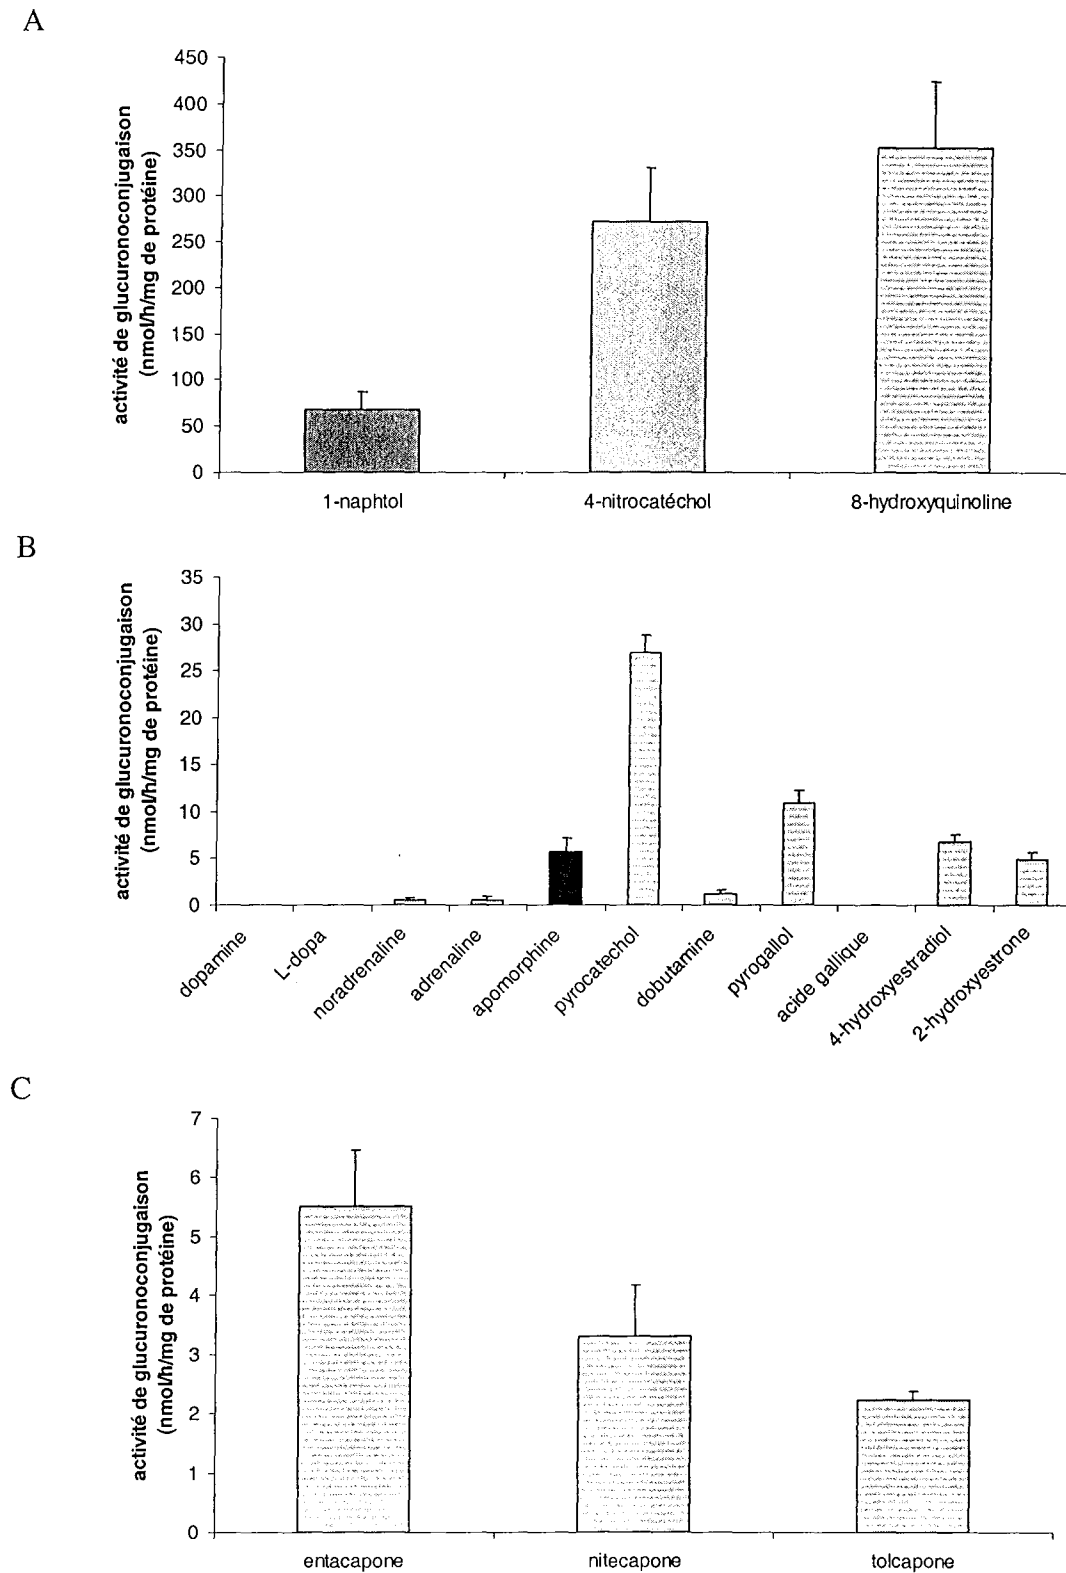 A
activité de glucuronoconjugaison
(nmol/h/mg de protéine)
450
400
350
300
250
200
150
100
50
0
1-naphtol
4-nitrocatéchol
8-hydroxyquinoline
B
activité de glucuronoconjugaison
(nmol/h/mg de protéine)
35
30
25
20
15
10
5
0
dopamine
L-dopa
noradrenaline
adrenaline
apomorphine
pyrocatechol
dobutamine
pyrogallol
acide gallique
4-hydroxyestradiol
2-hydroxyestrone
C
activité de glucuronoconjugaison
(nmol/h/mg de protéine)
7
6
5
4
3
2
1
0
entacapone
nitecapone
tolcapone